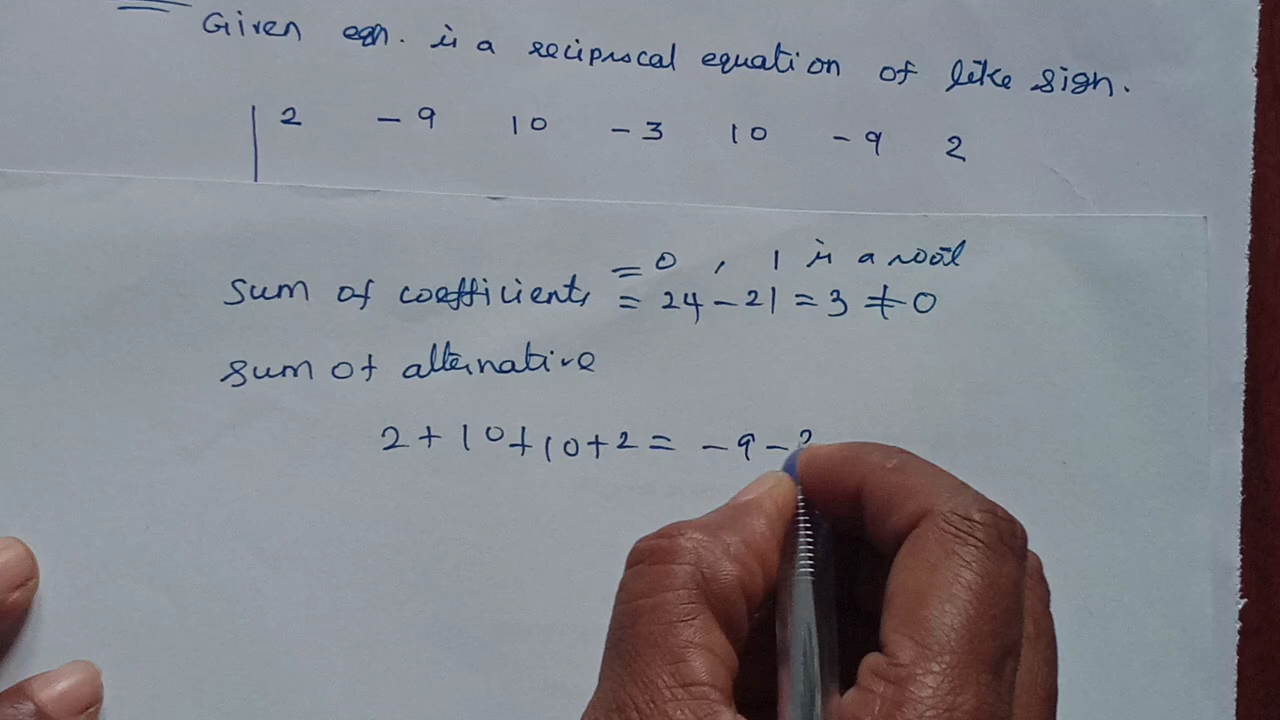 Given eqn. is a reciprocal equation of like sign.
2 - 9 10 - 3 10 - 9 2
= 0 , 1 is a root
Sum of coefficients = 24 - 21 = 3 ≠ 0
Sum of alternative
2 + 10 + 10 + 2 = - 9 -